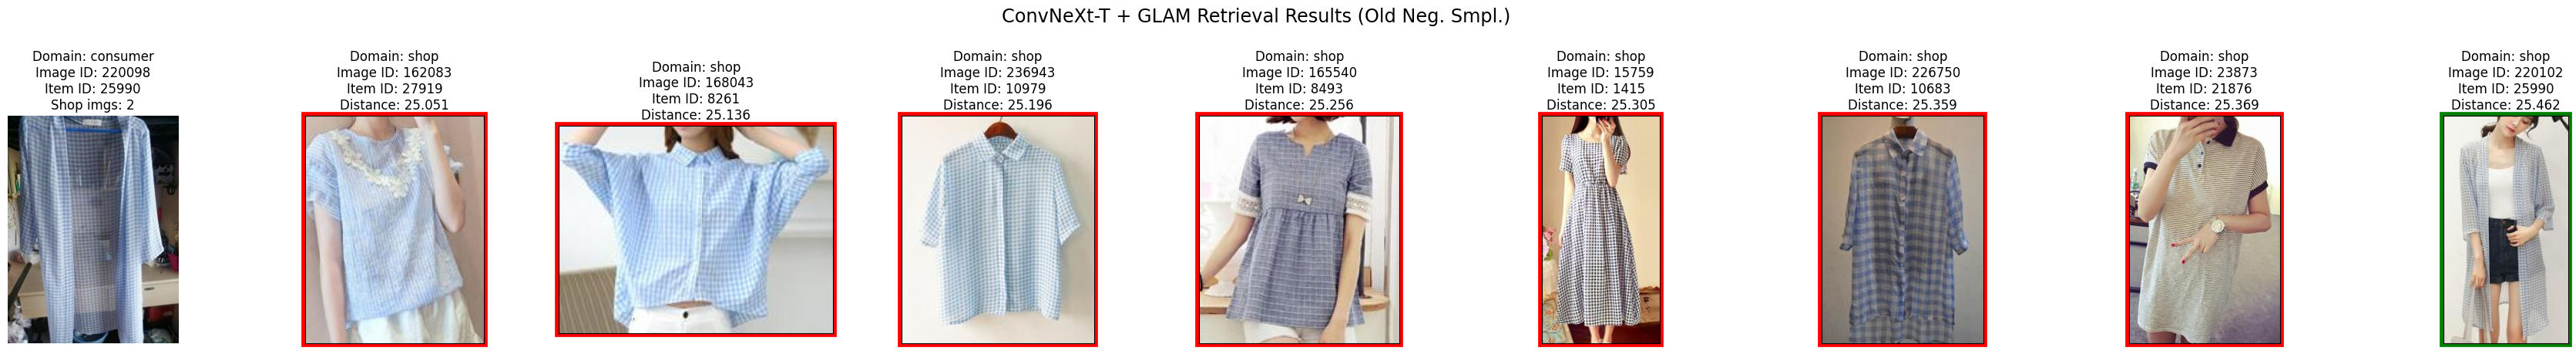 ConvNeXt-T + GLAM Retrieval Results (Old Neg. Smpl.)
Domain: consumer
Image ID: 220098
Item ID: 25990
Shop imgs: 2
Domain: shop
Image ID: 162083
Item ID: 27919
Distance: 25.051
Domain: shop
Image ID: 168043
Item ID: 8261
Distance: 25.136
Domain: shop
Image ID: 236943
Item ID: 10979
Distance: 25.196
Domain: shop
Image ID: 165540
Item ID: 8493
Distance: 25.256
Domain: shop
Image ID: 15759
Item ID: 1415
Distance: 25.305
Domain: shop
Image ID: 226750
Item ID: 10683
Distance: 25.359
Domain: shop
Image ID: 23873
Item ID: 21876
Distance: 25.369
Domain: shop
Image ID: 220102
Item ID: 25990
Distance: 25.462